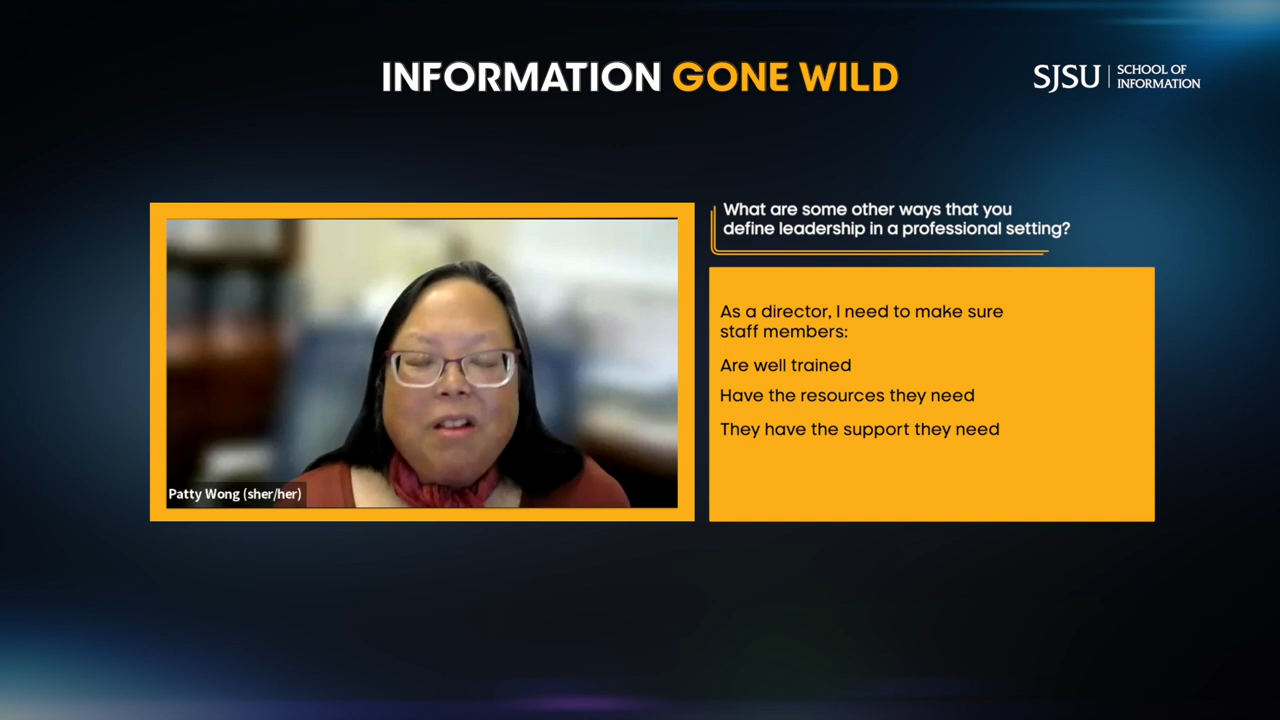 INFORMATION GONE WILD
SJSU
SCHOOL OF
INFORMATION
What are some other ways that you
define leadership in a professional setting?
As a director, I need to make sure
staff members:
Are well trained
Have the resources they need
They have the support they need
Patty Wong (sher/her)